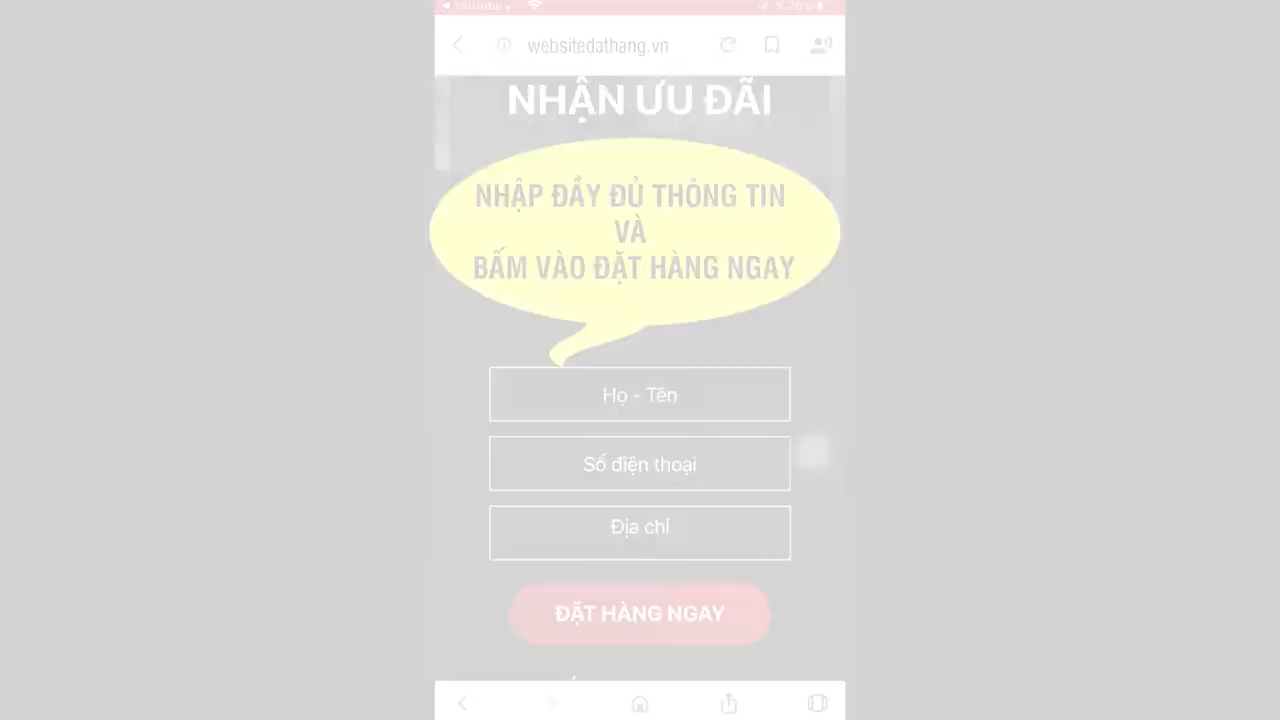 YouTube
websitedathang.vn
NHẬN ƯU ĐÃI
NHẬP ĐẦY ĐỦ THÔNG TIN
VÀ
BẤM VÀO ĐẶT HÀNG NGAY
Họ - Tên
Số điện thoại
Địa chỉ
ĐẶT HÀNG NGAY